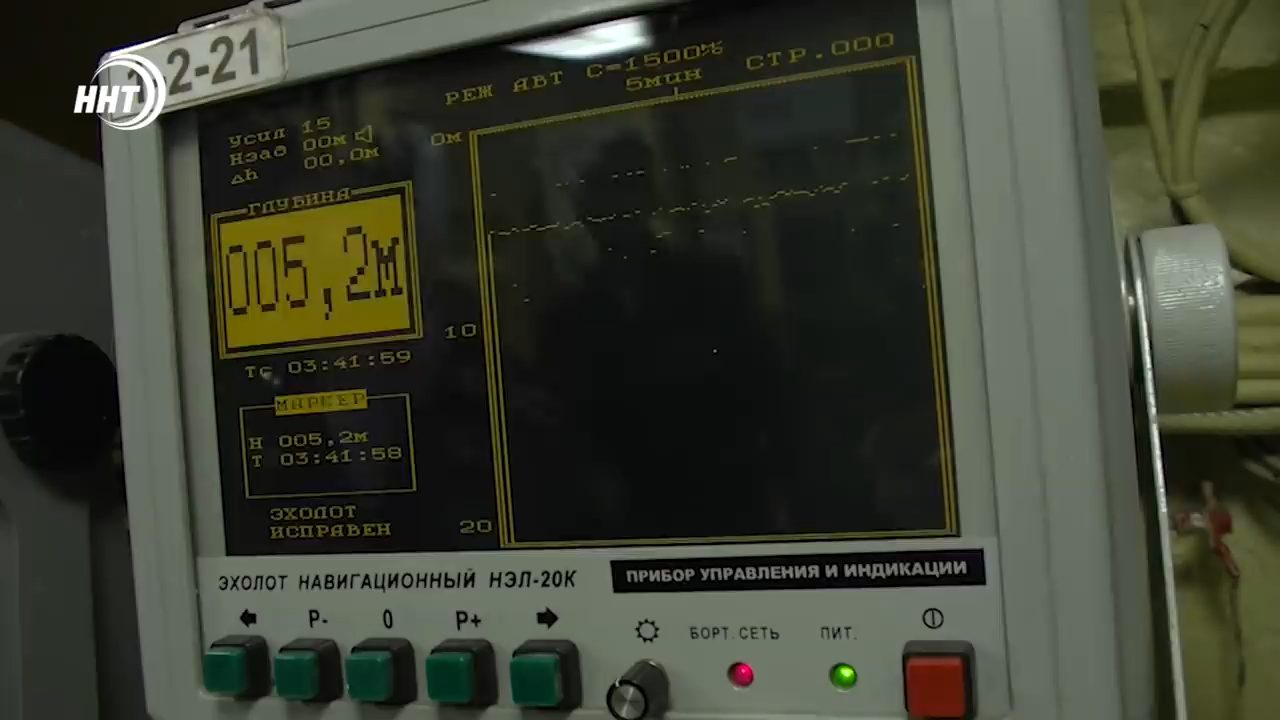 ННТ
12-21
РЕЖ АВТ С=1500% СТР.000
5мин
Усил 15
Нзад 00м
Δh 00,0м
0м
ГЛУБИНА
005,2м
10
ТС 03:41:59
МАРКЕР
Н 005,2м
Т 03:41:58
ЭХОЛОТ
ИСПРАВЕН
20
ЭХОЛОТ НАВИГАЦИОННЫЙ НЭЛ-20К
ПРИБОР УПРАВЛЕНИЯ И ИНДИКАЦИИ
Р- 0 Р+
БОРТ.СЕТЬ ПИТ.